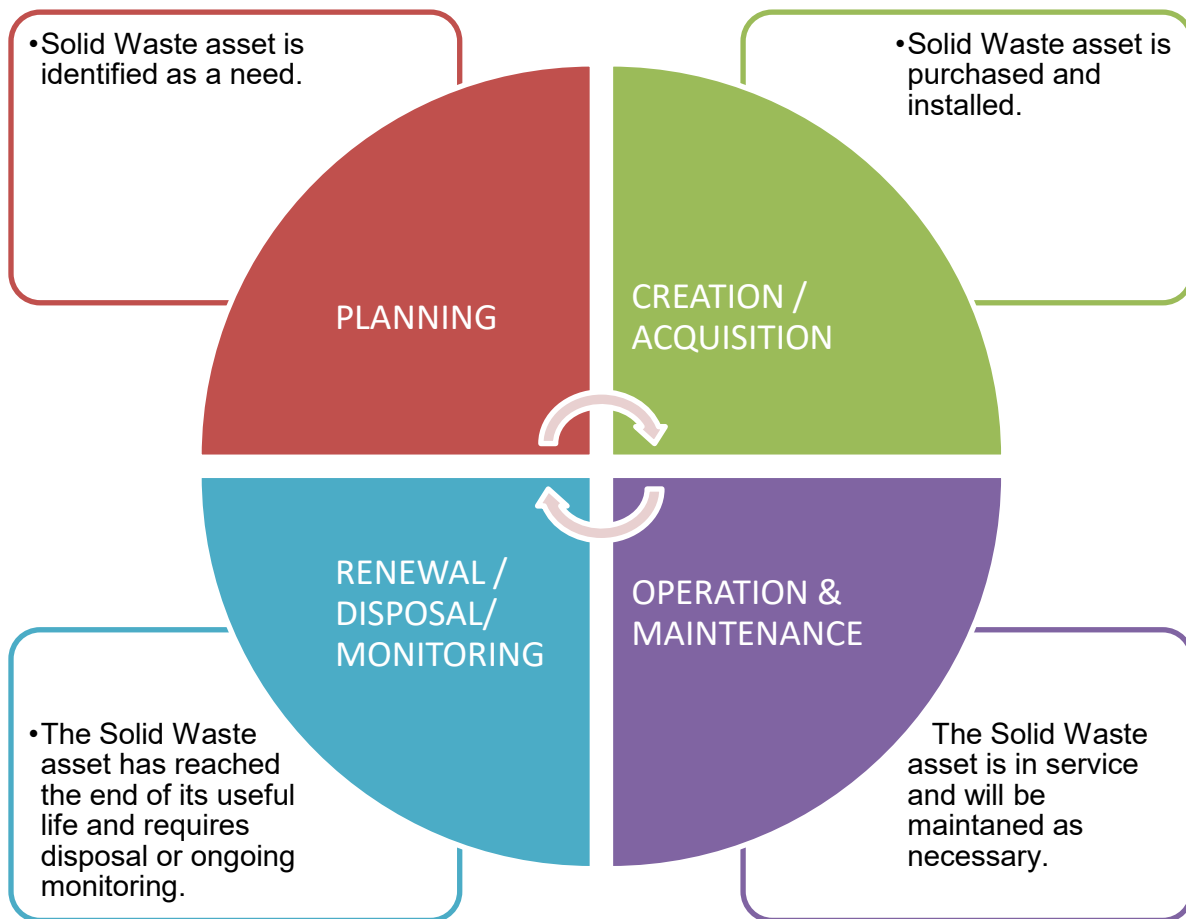 •Solid Waste asset is
identified as a need.
•Solid Waste asset is
purchased and
installed.
PLANNING
CREATION /
ACQUISITION
RENEWAL /
DISPOSAL/
MONITORING
OPERATION &
MAINTENANCE
•The Solid Waste
asset has reached
the end of its useful
life and requires
disposal or ongoing
monitoring.
The Solid Waste
asset is in service
and will be
maintaned as
necessary.